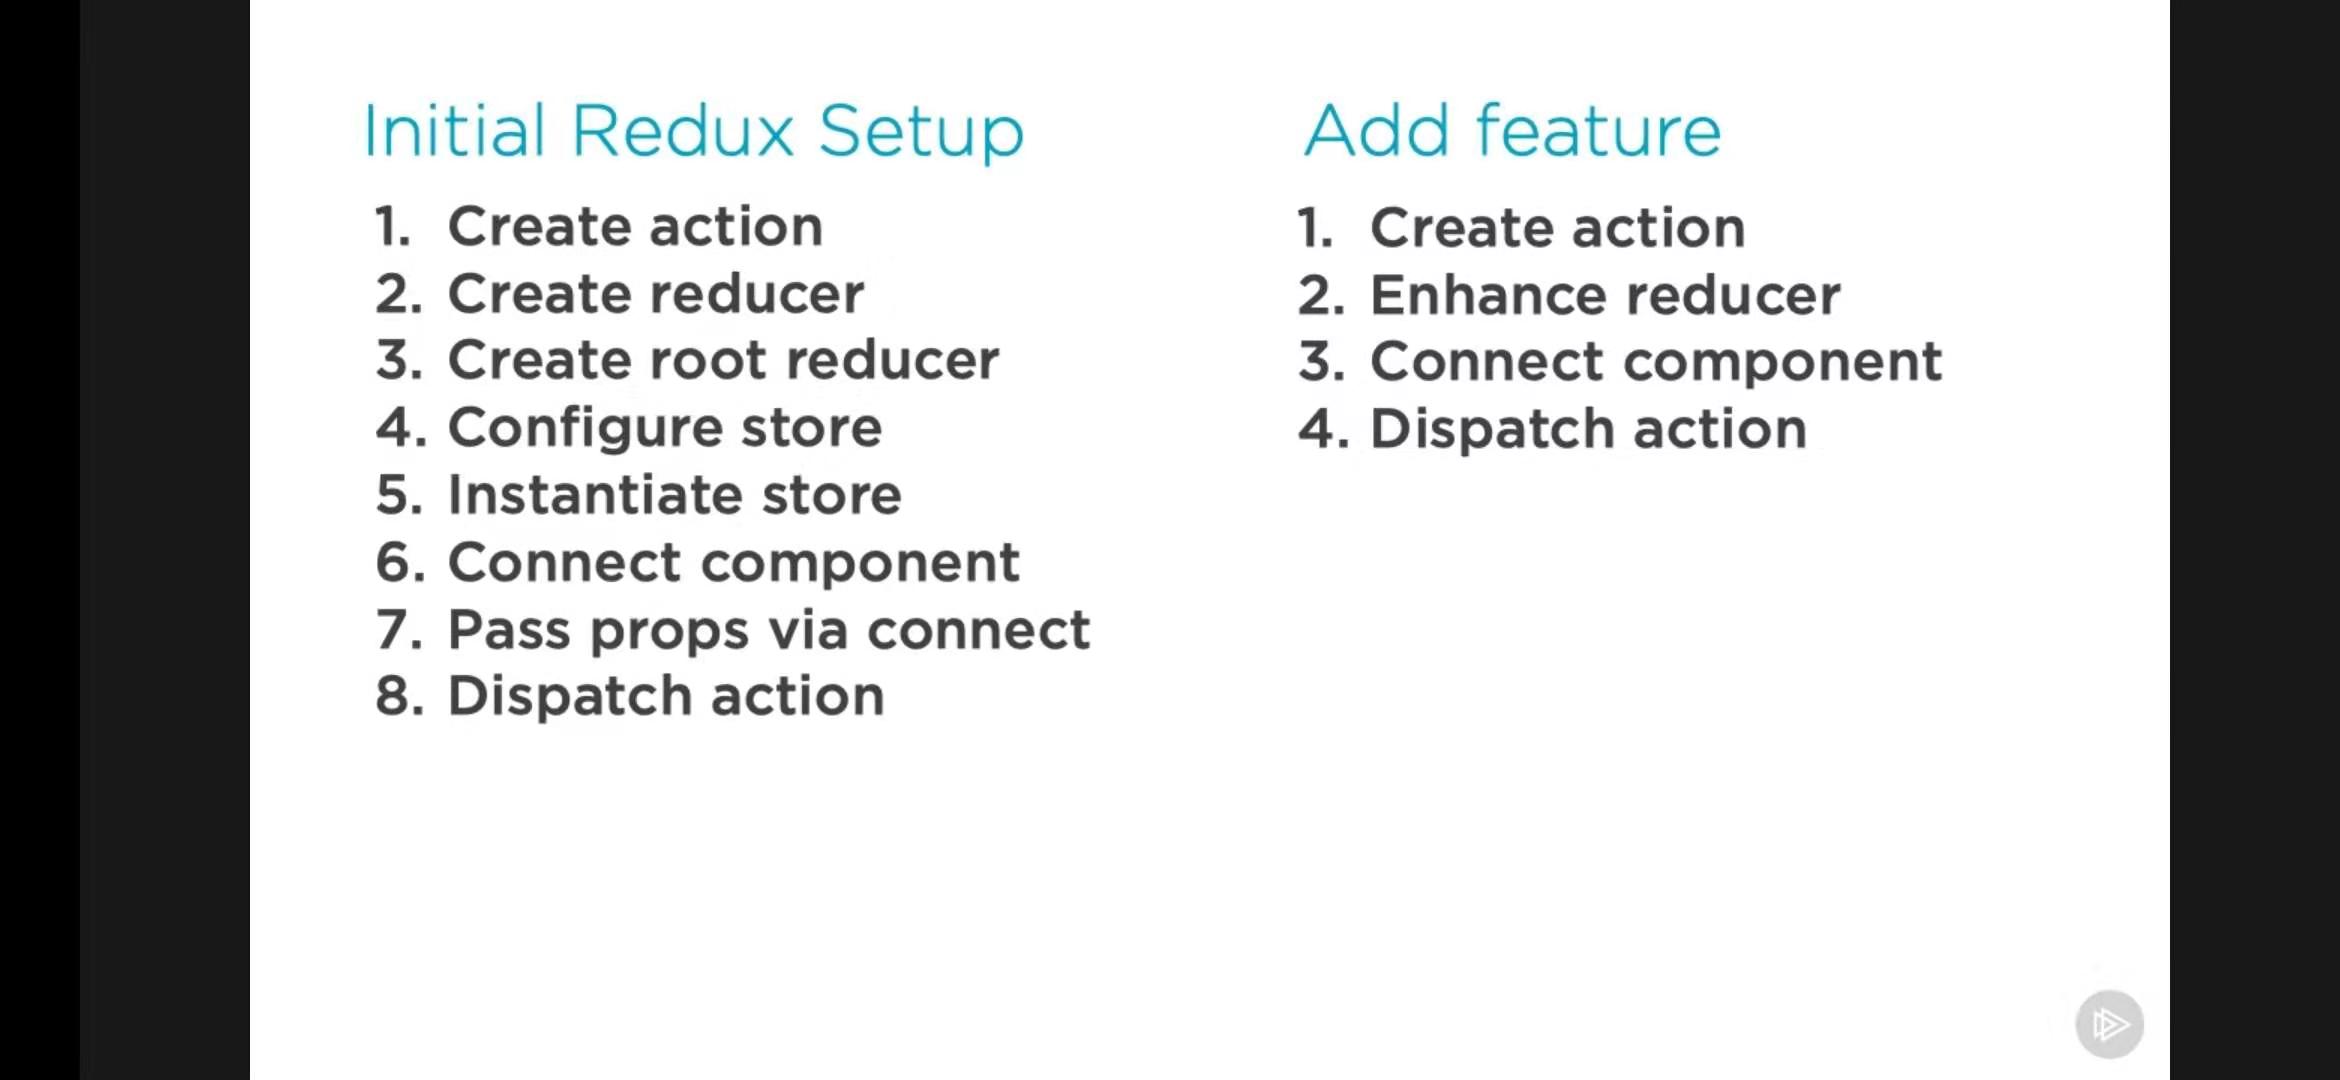 Initial Redux Setup
1. Create action
2. Create reducer
3. Create root reducer
4. Configure store
5. Instantiate store
6. Connect component
7. Pass props via connect
8. Dispatch action
Add feature
1. Create action
2. Enhance reducer
3. Connect component
4. Dispatch action